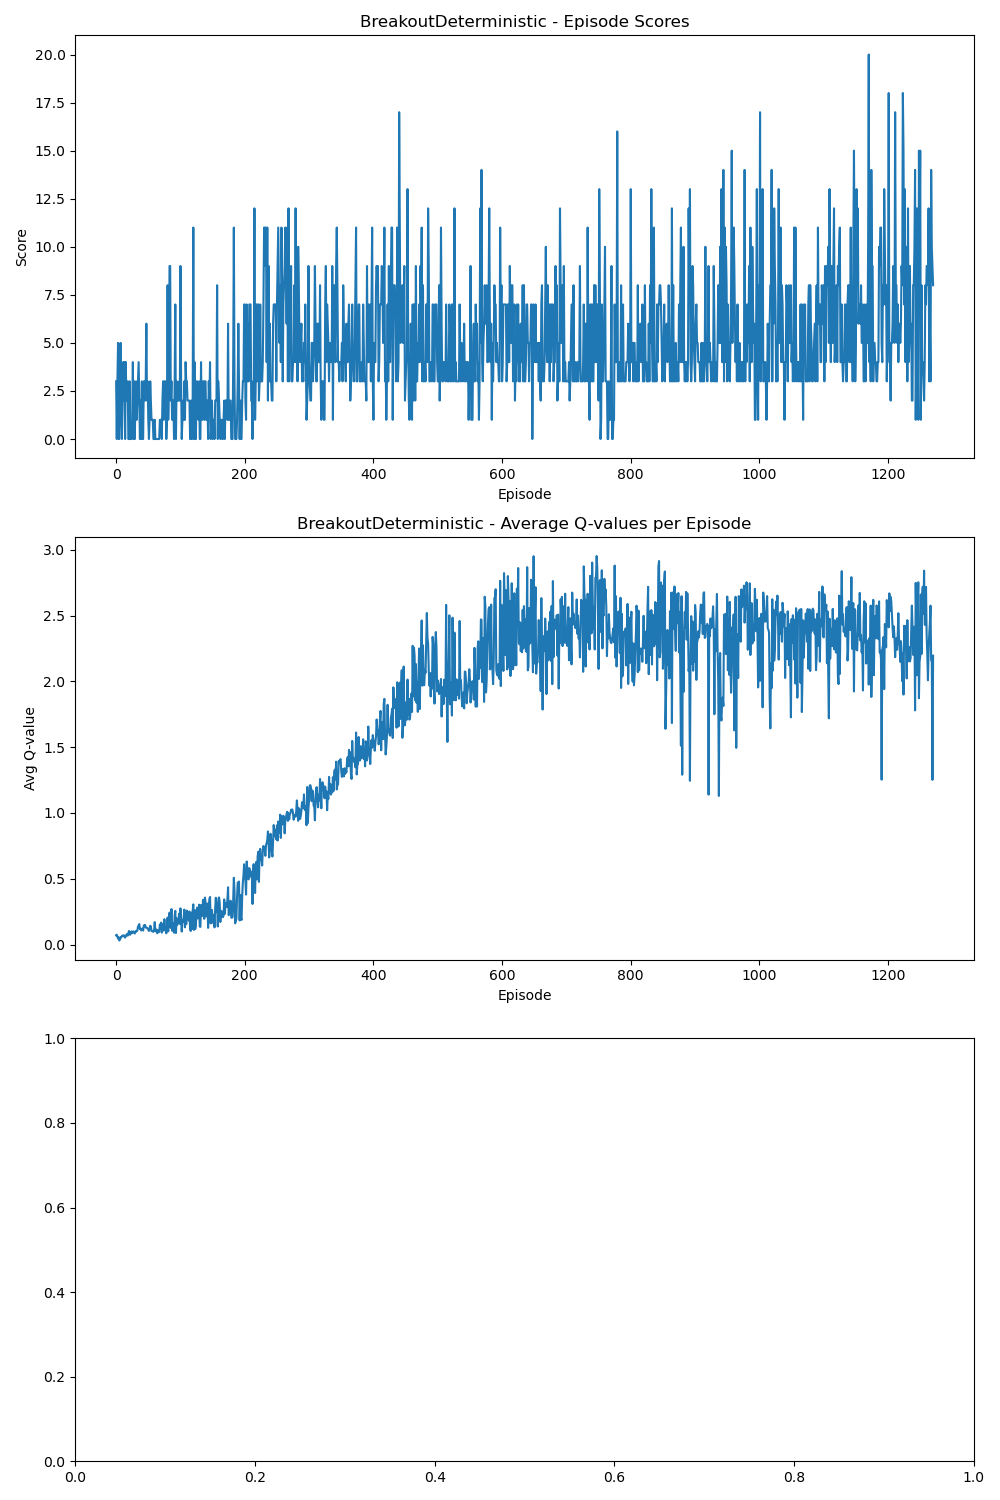 BreakoutDeterministic - Episode Scores
20.0
17.5
15.0
12.5
10.0
7.5
5.0
2.5
0.0
Score
0 200 400 600 800 1000 1200
Episode
BreakoutDeterministic - Average Q-values per Episode
3.0
2.5
2.0
1.5
1.0
0.5
0.0
Avg Q-value
0 200 400 600 800 1000 1200
Episode
1.0
0.8
0.6
0.4
0.2
0.0
0.0 0.2 0.4 0.6 0.8 1.0